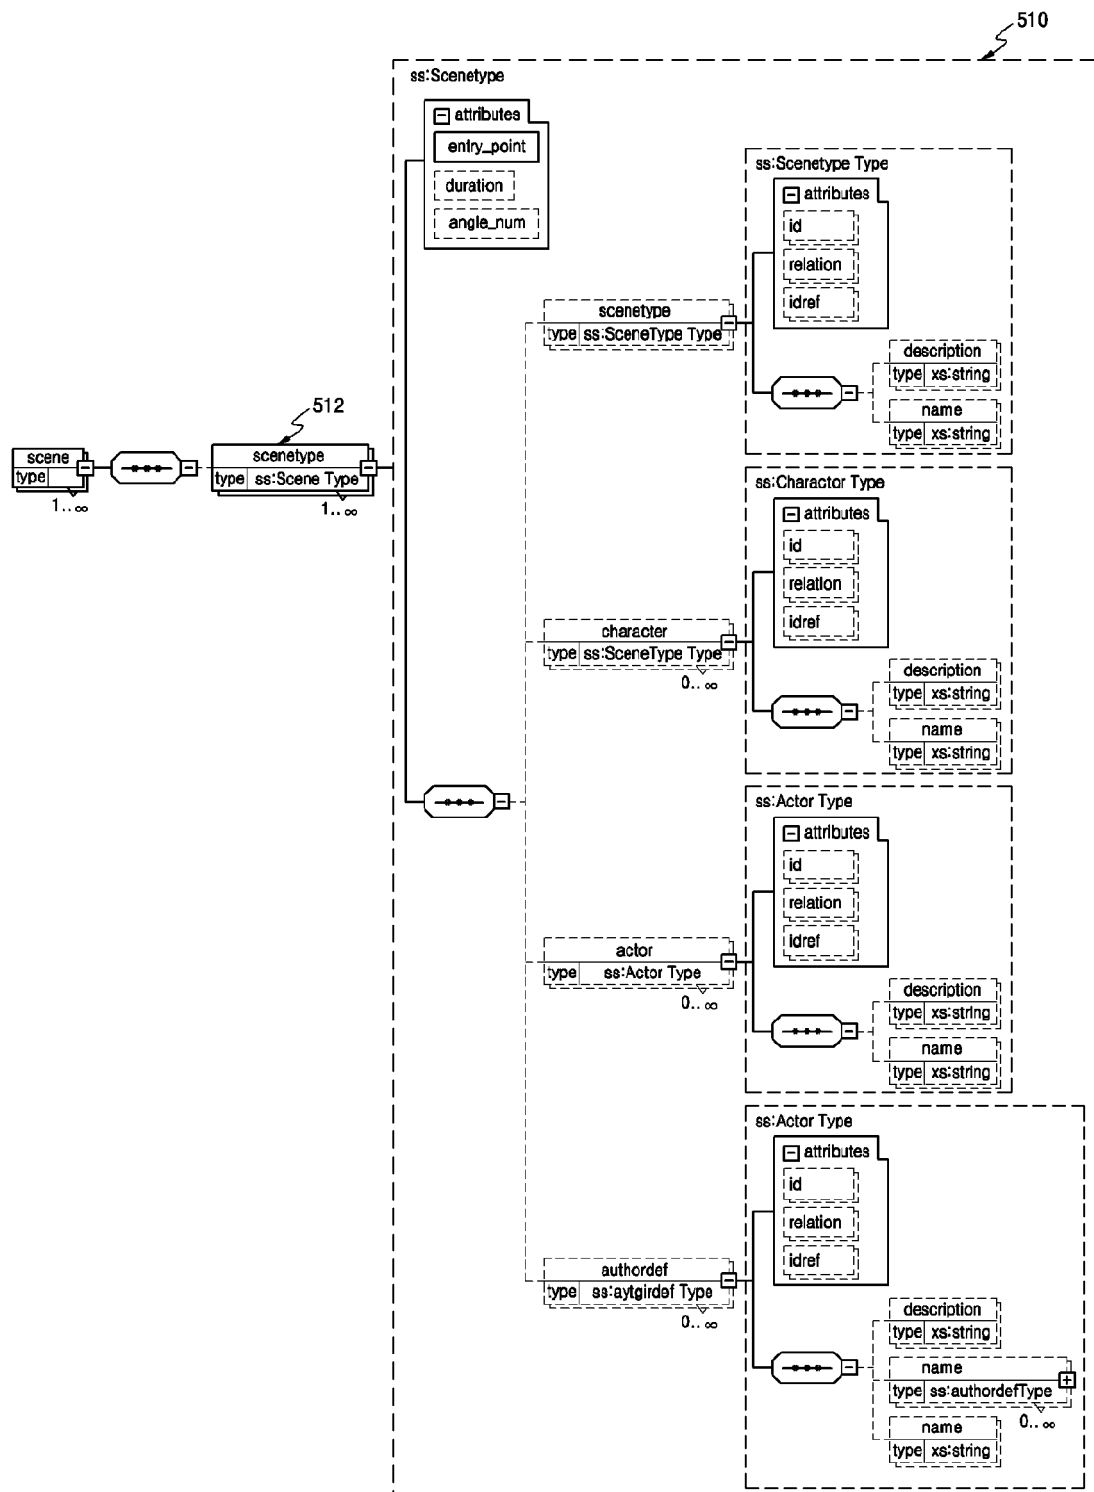 510
ss:Scenetype
attributes
entry_point
duration
angle_num
ss:Scenetype Type
attributes
id
relation
idref
scenetype
type ss:SceneType Type
description
type xs:string
name
type xs:string
512
scene
type
1..∞
scenetype
type ss:Scene Type
1..∞
ss:Charactor Type
attributes
id
relation
idref
character
type ss:SceneType Type
0..∞
description
type xs:string
name
type xs:string
ss:Actor Type
attributes
id
relation
idref
actor
type ss:Actor Type
0..∞
description
type xs:string
name
type xs:string
ss:Actor Type
attributes
id
relation
idref
authordef
type ss:aytgirdef Type
0..∞
description
type xs:string
name
type ss:authordefType
0..∞
name
type xs:string